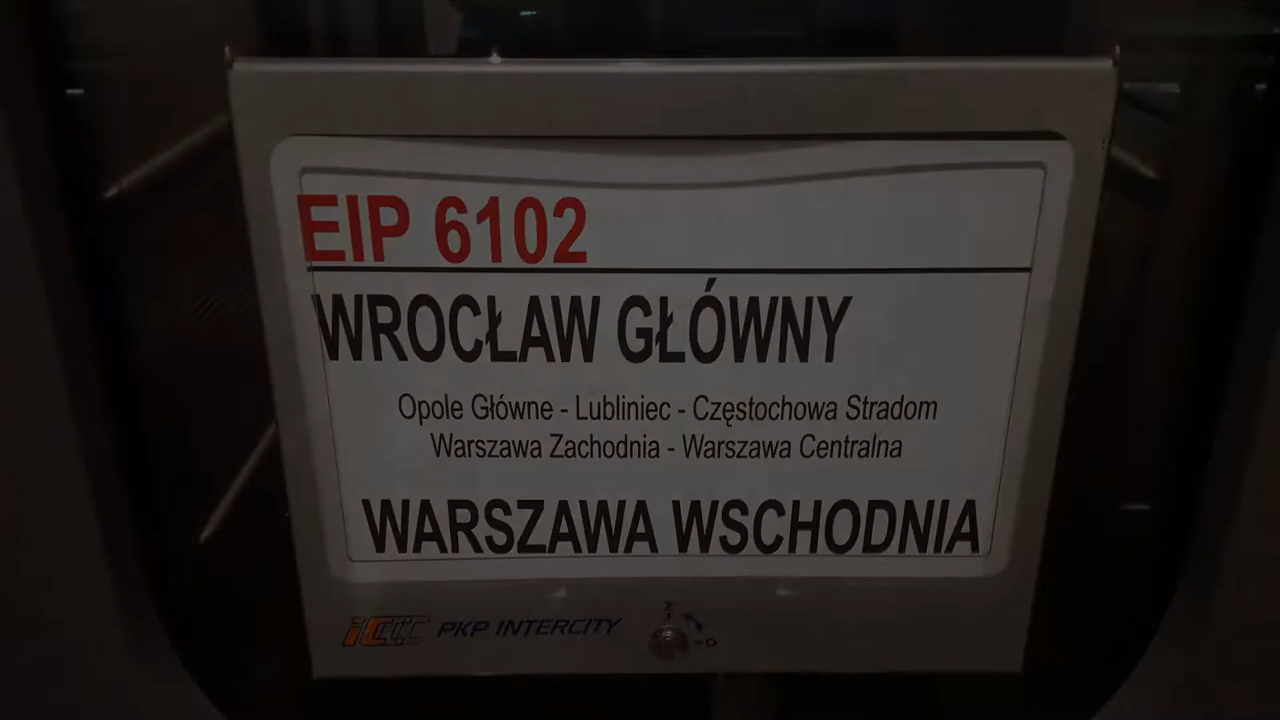 EIP 6102
WROCŁAW GŁÓWNY
Opole Główne - Lubliniec - Częstochowa Stradom
Warszawa Zachodnia - Warszawa Centralna
WARSZAWA WSCHODNIA
PKP INTERCITY